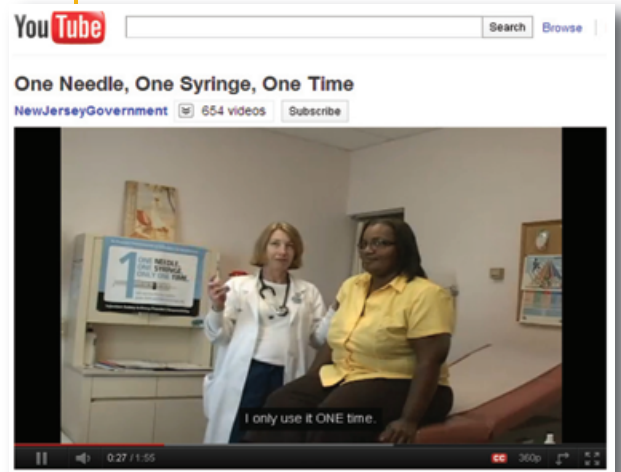 YouTube Search Browse
One Needle, One Syringe, One Time
NewJerseyGovernment 654 videos Subscribe
1 ONE NEEDLE,
ONE SYRINGE,
ONLY ONE TIME.
I only use it ONE time.
0:27 / 1:55 CC 360p